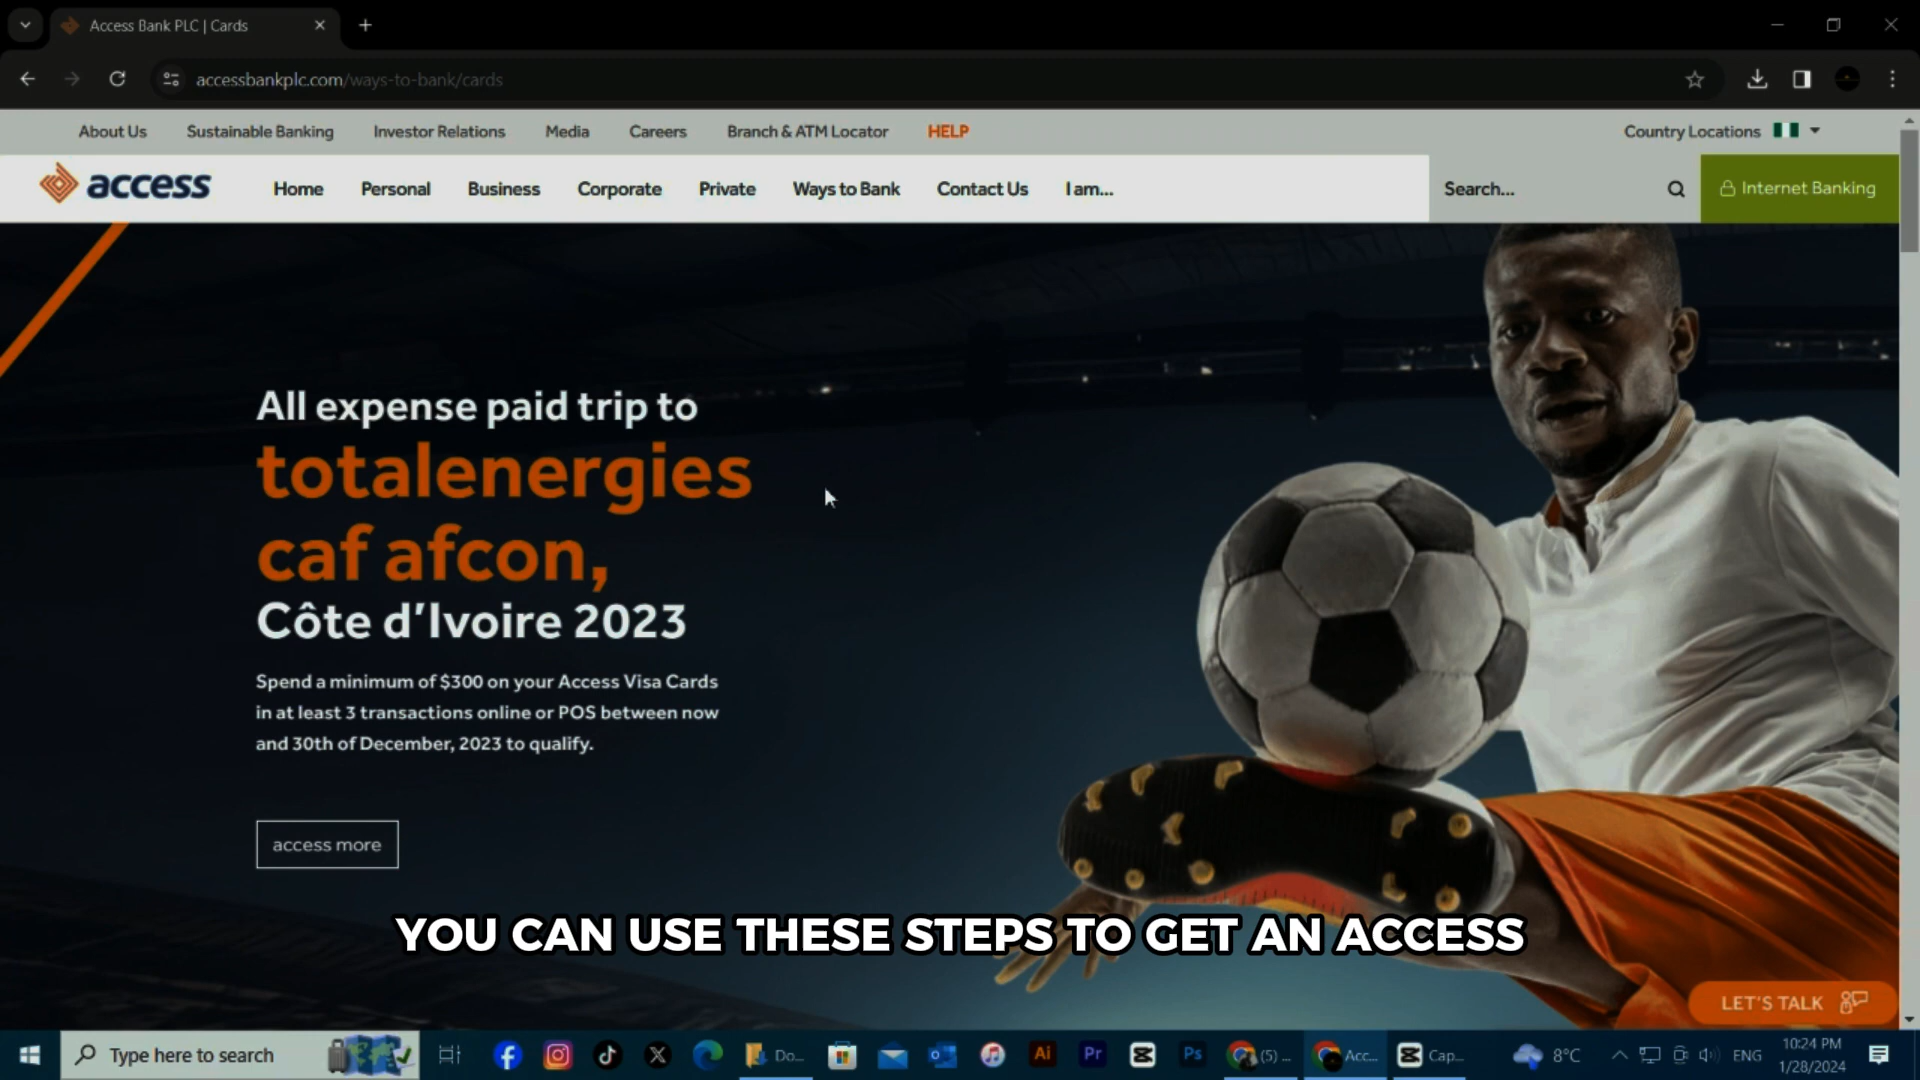 Access Bank PLC | Cards
accessbankplc.com/ways-to-bank/cards
About Us Sustainable Banking Investor Relations Media Careers Branch & ATM Locator HELP Country Locations
access Home Personal Business Corporate Private Ways to Bank Contact Us I am... Search... Internet Banking
All expense paid trip to
totalenergies
caf afcon,
Côte d'Ivoire 2023
Spend a minimum of $300 on your Access Visa Cards
in at least 3 transactions online or POS between now
and 30th of December, 2023 to qualify.
access more
YOU CAN USE THESE STEPS TO GET AN ACCESS
LET'S TALK
Type here to search Do... Ai Pr Ps (5) ... Acc... Cap... 8°C ENG 10:24 PM
1/28/2024